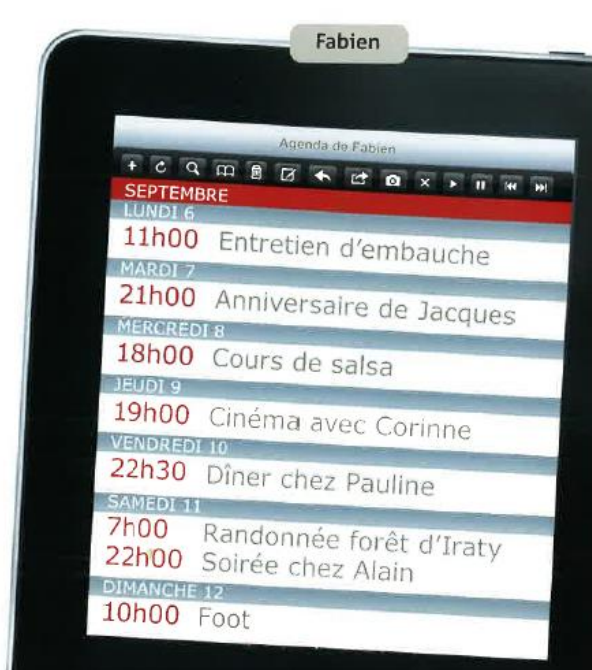 Fabien
Agenda de Fabien
SEPTEMBRE
LUNDI 6
11h00 Entretien d'embauche
MARDI 7
21h00 Anniversaire de Jacques
MERCREDI 8
18h00 Cours de salsa
JEUDI 9
19h00 Cinéma avec Corinne
VENDREDI 10
22h30 Dîner chez Pauline
SAMEDI 11
7h00 Randonnée forêt d'Iraty
22h00 Soirée chez Alain
DIMANCHE 12
10h00 Foot